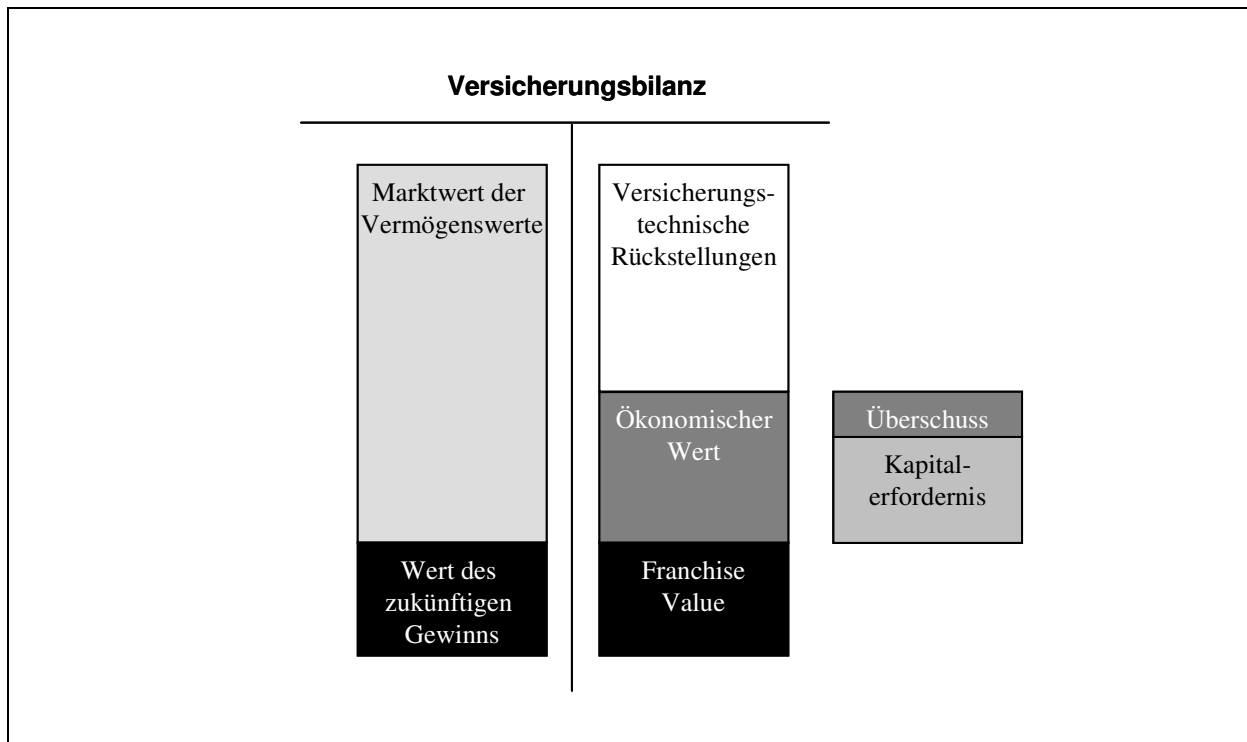 Versicherungsbilanz
Marktwert der
Vermögenswerte
Wert des
zukünftigen
Gewinns
Versicherungs-
technische
Rückstellungen
Ökonomischer
Wert
Franchise
Value
Überschuss
Kapital-
erfordernis